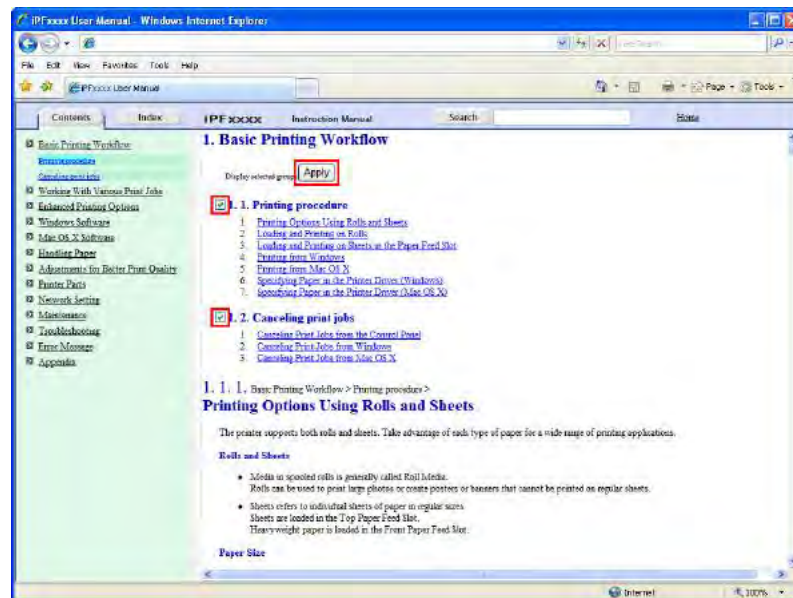 iPFxxxx User Manual - Windows Internet Explorer
File Edit View Favorites Tools Help
iPFxxxx User Manual
Page Tools
Contents Index iPFxxxx Instruction Manual Search Home
Basic Printing Workflow
Printing procedure
Canceling print jobs
Working With Various Print Jobs
Enhanced Printing Options
Windows Software
Mac OS X Software
Handling Paper
Adjustments for Better Print Quality
Printer Parts
Network Setting
Maintenance
Troubleshooting
Error Message
Appendix
1. Basic Printing Workflow
Display selected group Apply
1. 1. Printing procedure
1. Printing Options Using Rolls and Sheets
2. Loading and Printing on Rolls
3. Loading and Printing on Sheets in the Paper Feed Slot
4. Printing from Windows
5. Printing from Mac OS X
6. Specifying Paper in the Printer Driver (Windows)
7. Specifying Paper in the Printer Driver (Mac OS X)
1. 2. Canceling print jobs
1. Canceling Print Jobs from the Control Panel
2. Canceling Print Jobs from Windows
3. Canceling Print Jobs from Mac OS X
1. 1. 1. Basic Printing Workflow > Printing procedure >
Printing Options Using Rolls and Sheets
The printer supports both rolls and sheets. Take advantage of each type of paper for a wide range of printing applications.
Rolls and Sheets
• Media in spooled rolls is generally called Roll Media.
Rolls can be used to print large photos or create posters or banners that cannot be printed on regular sheets.
• Sheets refers to individual sheets of paper in regular sizes
Sheets are loaded in the Top Paper Feed Slot.
Heavyweight paper is loaded in the Front Paper Feed Slot.
Paper Size
Internet 100%